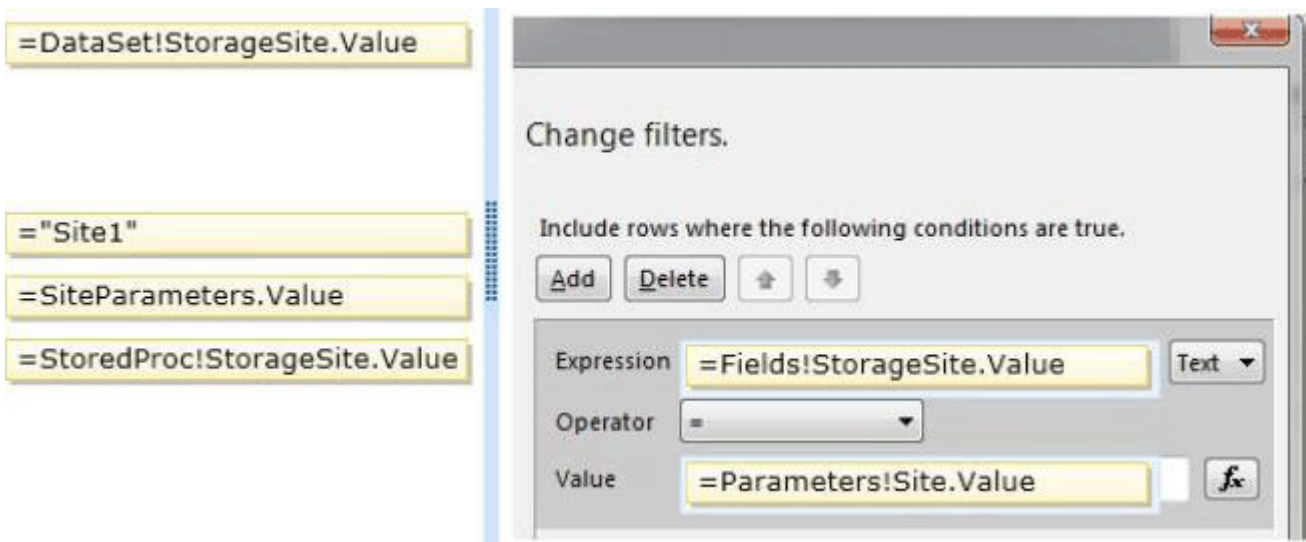 =DataSet!StorageSite.Value
="Site1"
=SiteParameters.Value
=StoredProc!StorageSite.Value
x
Change filters.
Include rows where the following conditions are true.
Add Delete
Expression =Fields!StorageSite.Value Text
Operator =
Value =Parameters!Site.Value fx